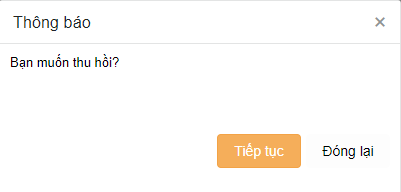 Thông báo ×
Bạn muốn thu hồi?
Tiếp tục Đóng lại